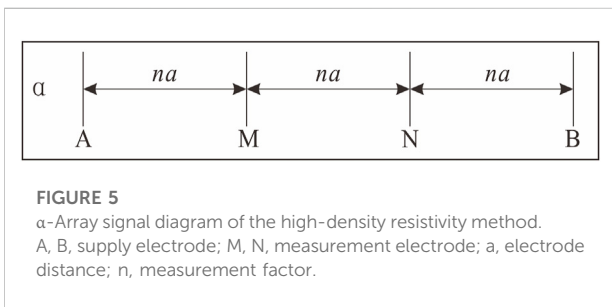 na na na
α
A M N B
FIGURE 5
α-Array signal diagram of the high-density resistivity method.
A, B, supply electrode; M, N, measurement electrode; a, electrode
distance; n, measurement factor.